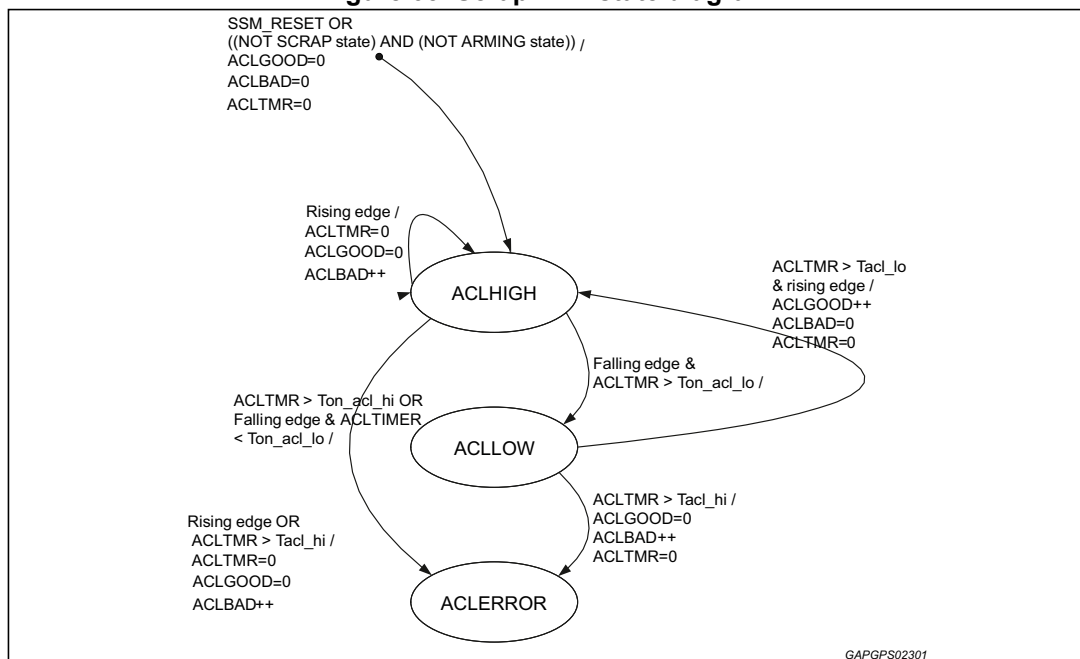 SSM_RESET OR
((NOT SCRAP state) AND (NOT ARMING state)) /
ACLGOOD=0
ACLBAD=0
ACLTMR=0
Rising edge /
ACLTMR=0
ACLGOOD=0
ACLBAD++
ACLHIGH
ACLTMR > Tacl_lo
& rising edge /
ACLGOOD++
ACLBAD=0
ACLTMR=0
Falling edge &
ACLTMR > Ton_acl_lo /
ACLTMR > Ton_acl_hi OR
Falling edge & ACLTIMER
< Ton_acl_lo /
ACLLOW
ACLTMR > Tacl_hi /
ACLGOOD=0
ACLBAD++
ACLTMR=0
Rising edge OR
ACLTMR > Tacl_hi /
ACLTMR=0
ACLGOOD=0
ACLBAD++
ACLERROR
GAPGPS02301